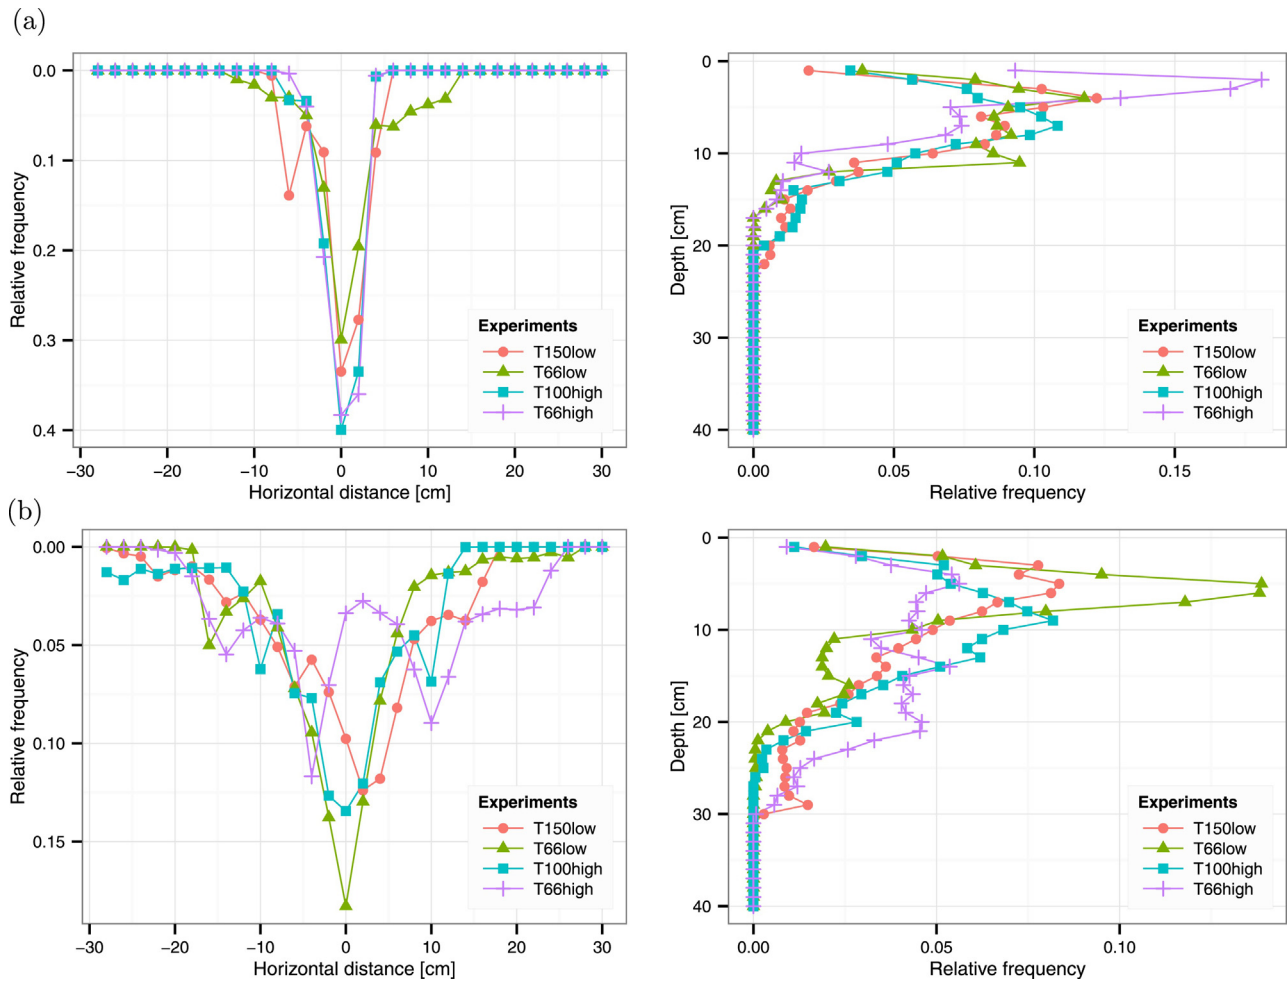 (a)
0.0
0.1
0.2
0.3
0.4
Relative frequency
−30 −20 −10 0 10 20 30
Horizontal distance [cm]
Experiments
T150low
T66low
T100high
T66high
0
10
20
30
40
Depth [cm]
0.00 0.05 0.10 0.15
Relative frequency
Experiments
T150low
T66low
T100high
T66high
(b)
0.00
0.05
0.10
0.15
Relative frequency
−30 −20 −10 0 10 20 30
Horizontal distance [cm]
Experiments
T150low
T66low
T100high
T66high
0
10
20
30
40
Depth [cm]
0.00 0.05 0.10
Relative frequency
Experiments
T150low
T66low
T100high
T66high